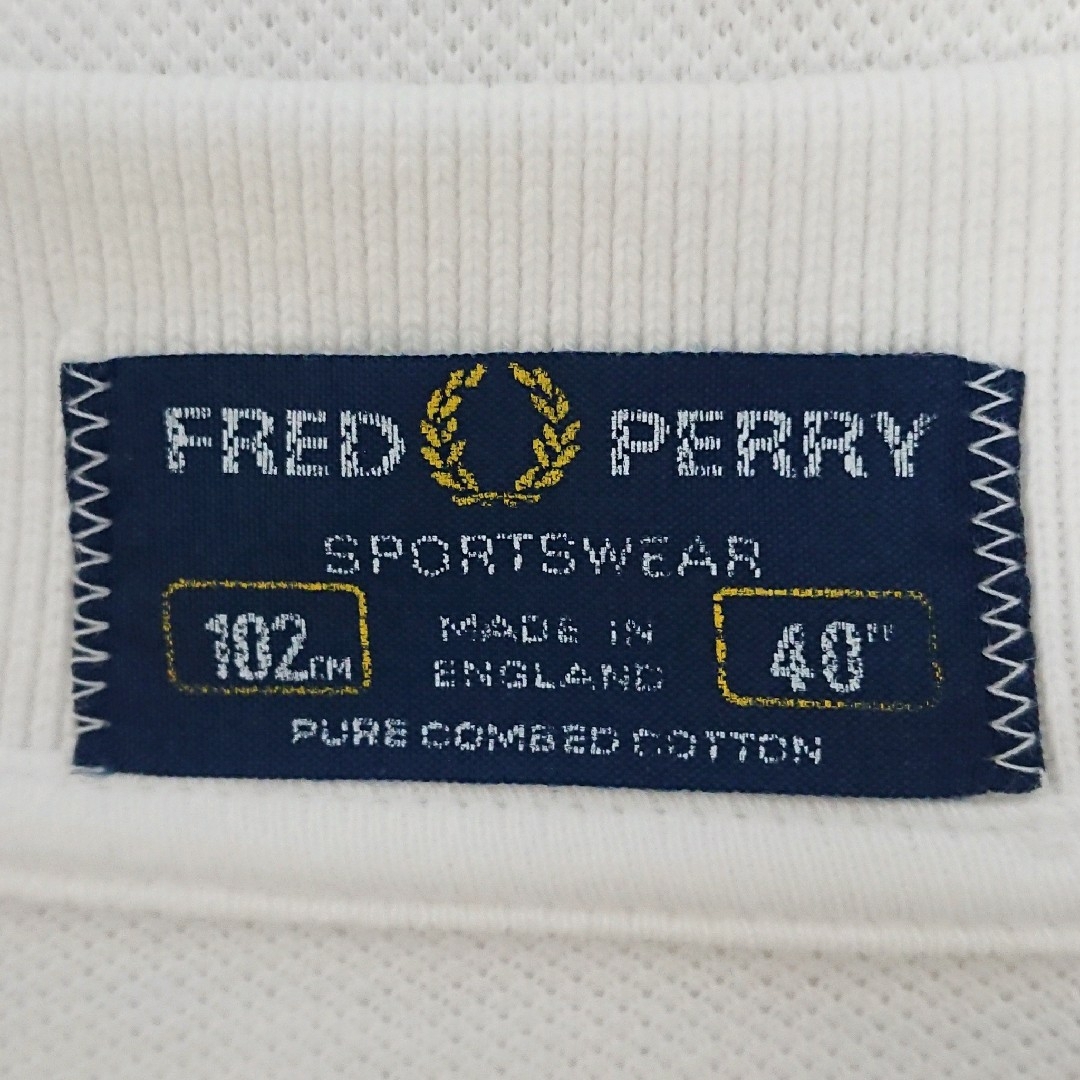 FRED PERRY
SPORTSWEAR
102CM
MADE IN
ENGLAND
40"
PURE COMBED COTTON